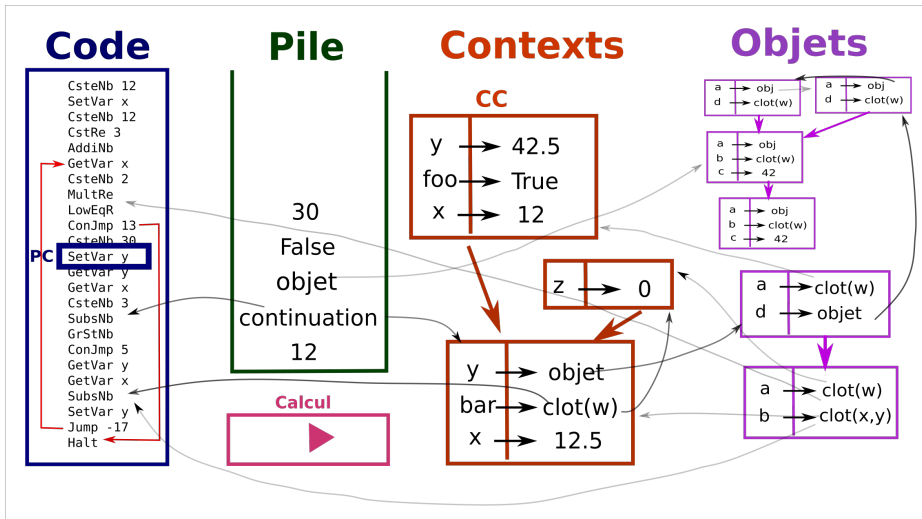 Code
CsteNb 12
SetVar x
CsteNb 12
CstRe 3
AddiNb
GetVar x
CsteNb 2
MultRe
LowEqR
ConJmp 13
CsteNb 30
PC
SetVar y
GetVar y
GetVar x
CsteNb 3
SubsNb
GrStNb
ConJmp 5
GetVar y
GetVar x
SubsNb
SetVar y
Jump -17
Halt
Pile
30
False
objet
continuation
12
Calcul
Contexts
CC
y 42.5
foo True
x 12
z 0
y objet
bar clot(w)
x 12.5
Objets
a obj
d clot(w)
a obj
d clot(w)
a obj
b clot(w)
c 42
a obj
b clot(w)
c 42
a clot(w)
d objet
a clot(w)
b clot(x,y)